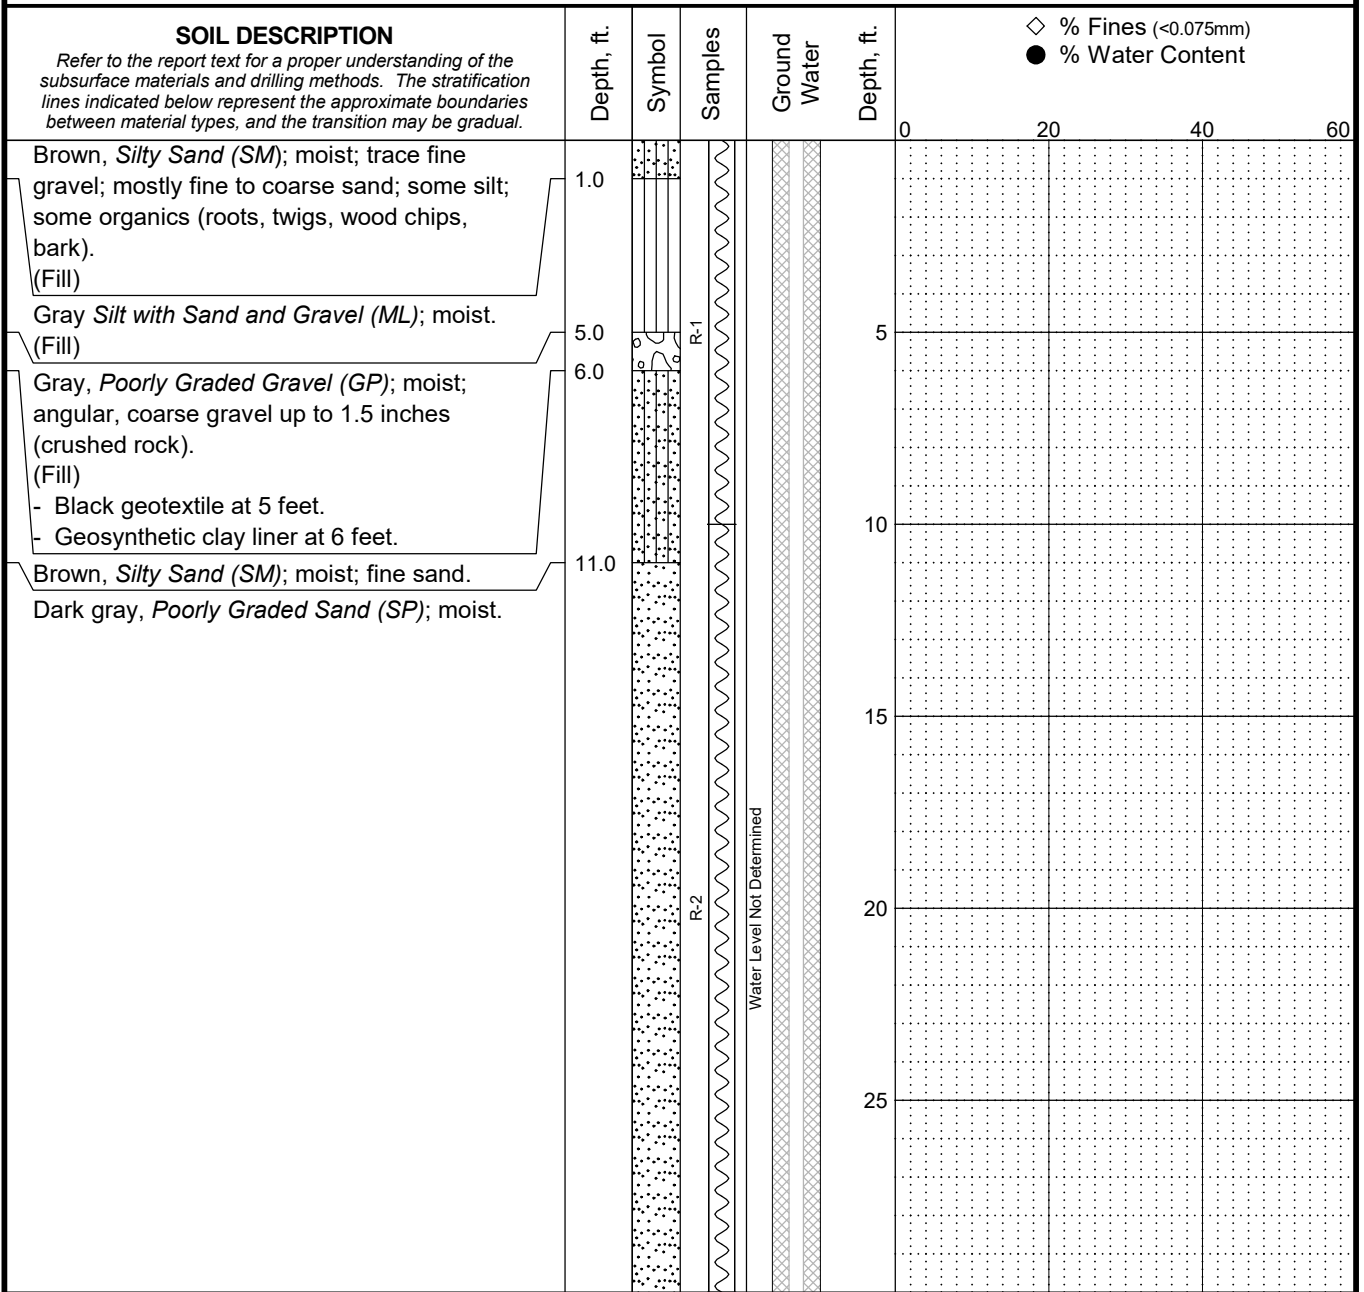 SOIL DESCRIPTION
Refer to the report text for a proper understanding of the
subsurface materials and drilling methods. The stratification
lines indicated below represent the approximate boundaries
between material types, and the transition may be gradual.
Depth, ft.
Symbol
Samples
Ground
Water
Depth, ft.
◇ % Fines (<0.075mm)
● % Water Content
0 20 40 60
Brown, Silty Sand (SM); moist; trace fine
gravel; mostly fine to coarse sand; some silt;
some organics (roots, twigs, wood chips,
bark).
(Fill)
Gray Silt with Sand and Gravel (ML); moist.
(Fill)
Gray, Poorly Graded Gravel (GP); moist;
angular, coarse gravel up to 1.5 inches
(crushed rock).
(Fill)
- Black geotextile at 5 feet.
- Geosynthetic clay liner at 6 feet.
Brown, Silty Sand (SM); moist; fine sand.
Dark gray, Poorly Graded Sand (SP); moist.
1.0
5.0
6.0
11.0
R-1
R-2
Water Level Not Determined
5
10
15
20
25